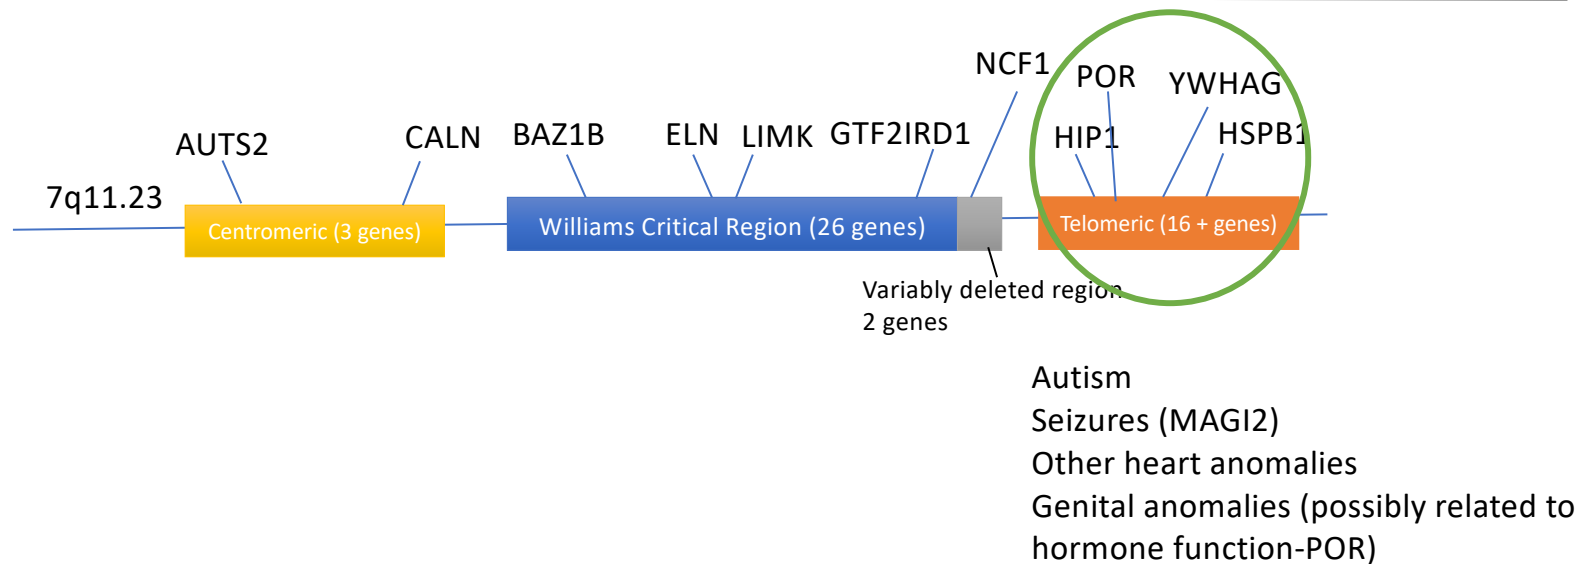 NCF1
POR
YWHAG
AUTS2
CALN
BAZ1B
ELN
LIMK
GTF2IRD1
HIP1
HSPB1
7q11.23
Centromeric (3 genes)
Williams Critical Region (26 genes)
Telomeric (16 + genes)
Variably deleted region
2 genes
Autism
Seizures (MAGI2)
Other heart anomalies
Genital anomalies (possibly related to
hormone function-POR)